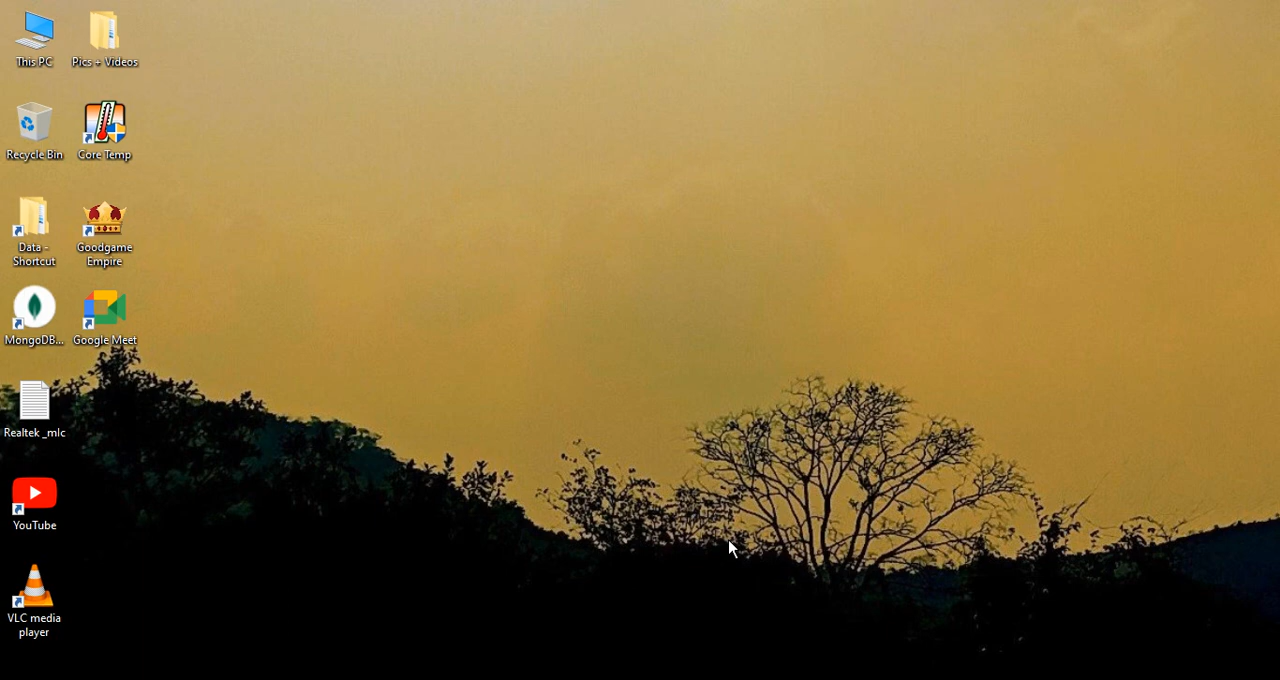 This PC
Pics + Videos
Recycle Bin
Core Temp
Data -
Shortcut
Goodgame
Empire
MongoDB...
Google Meet
Realtek _mlc
YouTube
VLC media
player